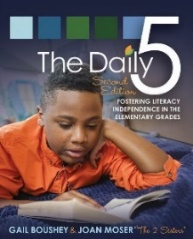 The Daily 5
Second
Edition
FOSTERING LITERACY
INDEPENDENCE IN THE
ELEMENTARY GRADES
GAIL BOUSHEY & JOAN MOSER "The 2 Sisters"